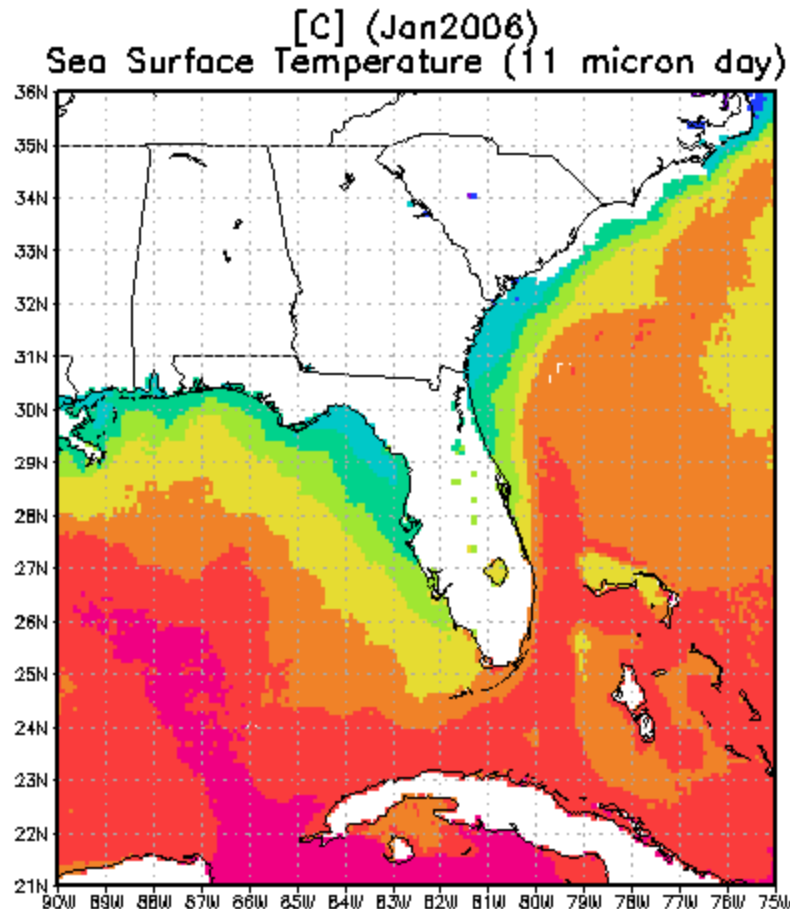 [C] (Jan2006)
Sea Surface Temperature (11 micron day)
36N
35N
34N
33N
32N
31N
30N
29N
28N
27N
26N
25N
24N
23N
22N
21N
90W 89W 88W 87W 86W 85W 84W 83W 82W 81W 80W 79W 78W 77W 76W 75W